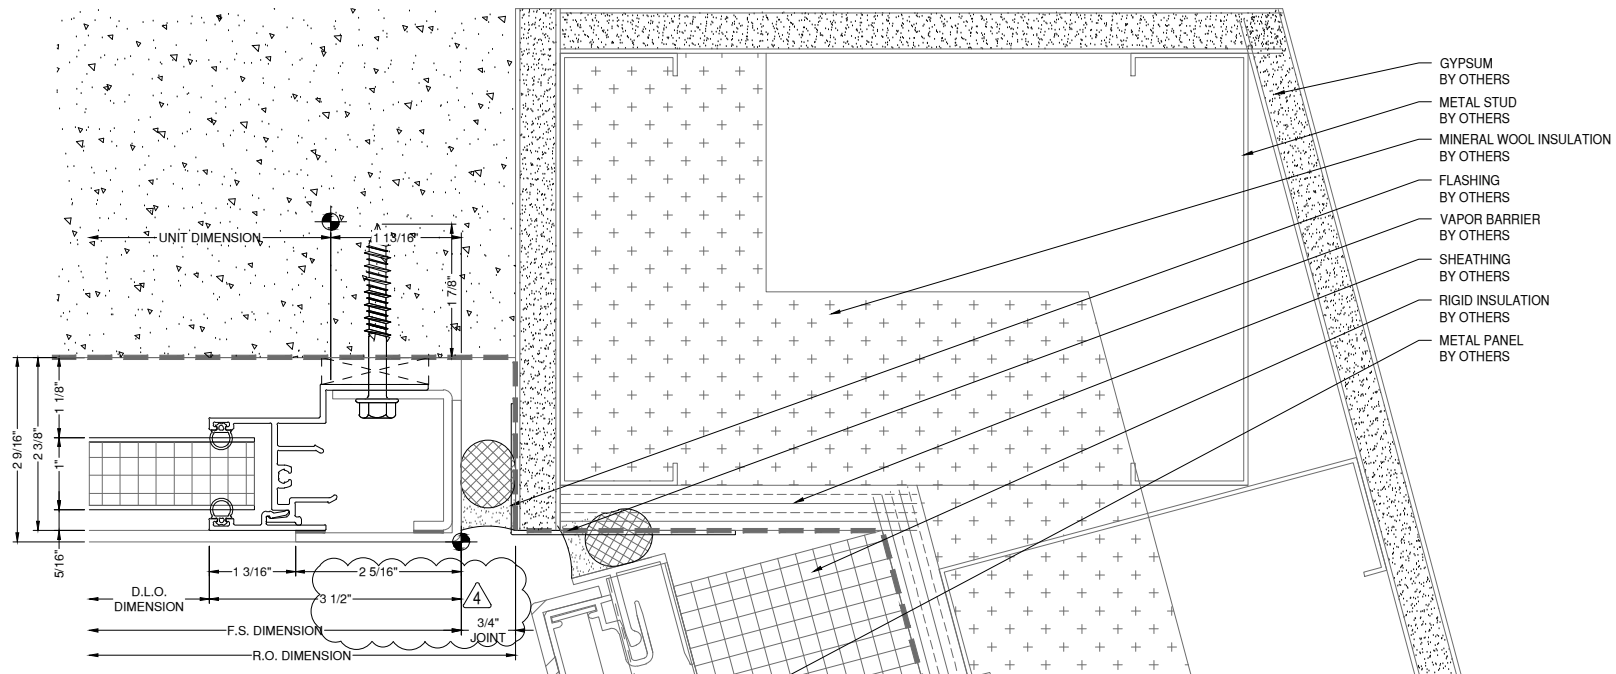 GYPSUM
BY OTHERS
METAL STUD
BY OTHERS
MINERAL WOOL INSULATION
BY OTHERS
FLASHING
BY OTHERS
VAPOR BARRIER
BY OTHERS
SHEATHING
BY OTHERS
RIGID INSULATION
BY OTHERS
METAL PANEL
BY OTHERS
UNIT DIMENSION
1 13/16"
1 7/8"
2 9/16"
2 3/8"
1 1/8"
1"
5/16"
1 3/16"
2 5/16"
D.L.O.
DIMENSION
3 1/2"
4
F.S. DIMENSION
3/4"
JOINT
R.O. DIMENSION